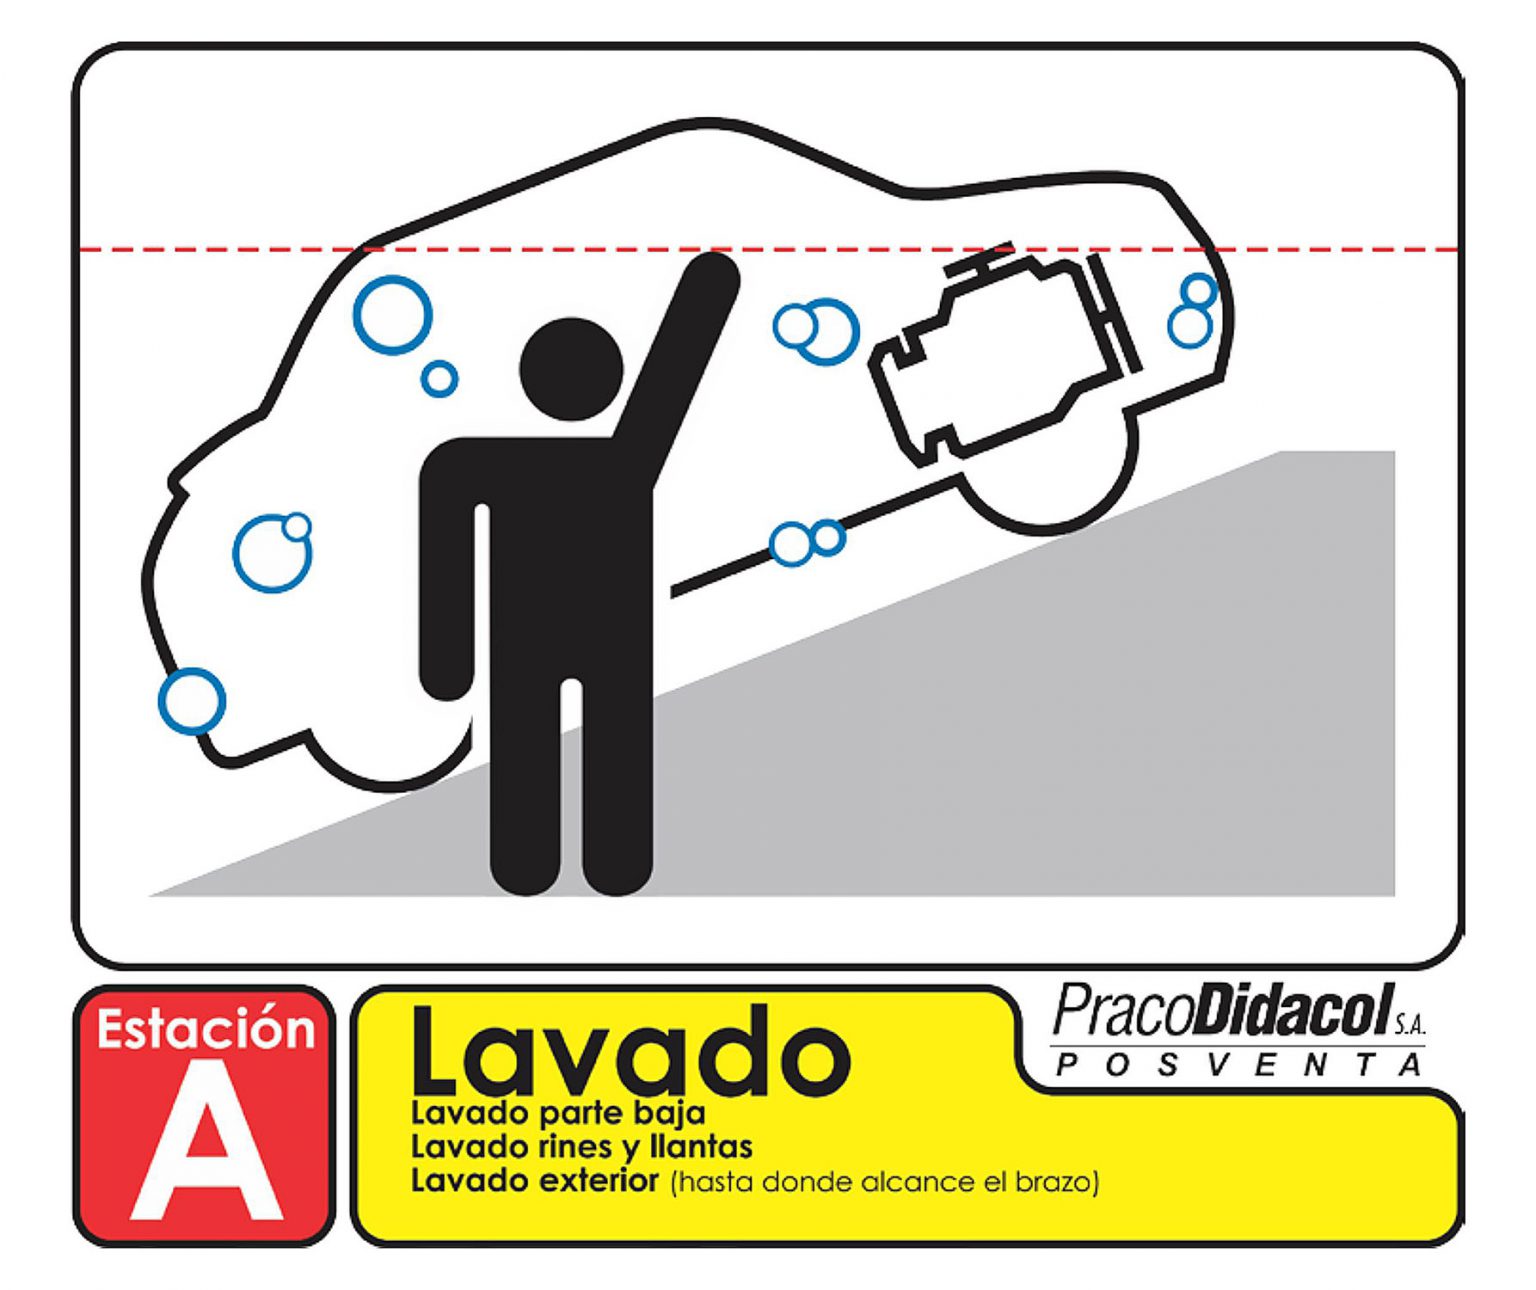 Estación
A
Lavado
Lavado parte baja
Lavado rines y llantas
Lavado exterior (hasta donde alcance el brazo)
PracoDidacol S.A.
POSVENTA